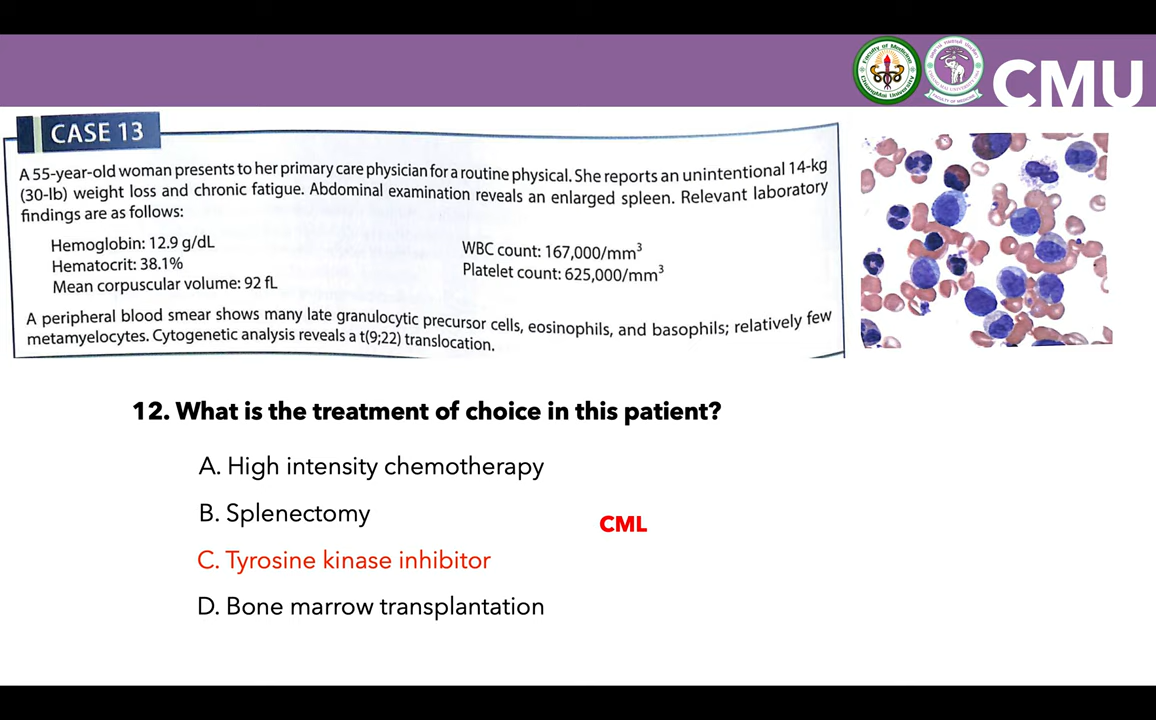 Faculty of Medicine
ChiangMai University
CMU
CASE 13
A 55-year-old woman presents to her primary care physician for a routine physical. She reports an unintentional 14-kg
(30-lb) weight loss and chronic fatigue. Abdominal examination reveals an enlarged spleen. Relevant laboratory
findings are as follows:
Hemoglobin: 12.9 g/dL
Hematocrit: 38.1%
Mean corpuscular volume: 92 fL
WBC count: 167,000/mm³
Platelet count: 625,000/mm³
A peripheral blood smear shows many late granulocytic precursor cells, eosinophils, and basophils; relatively few
metamyelocytes. Cytogenetic analysis reveals a t(9;22) translocation.
12. What is the treatment of choice in this patient?
A. High intensity chemotherapy
B. Splenectomy
CML
C. Tyrosine kinase inhibitor
D. Bone marrow transplantation